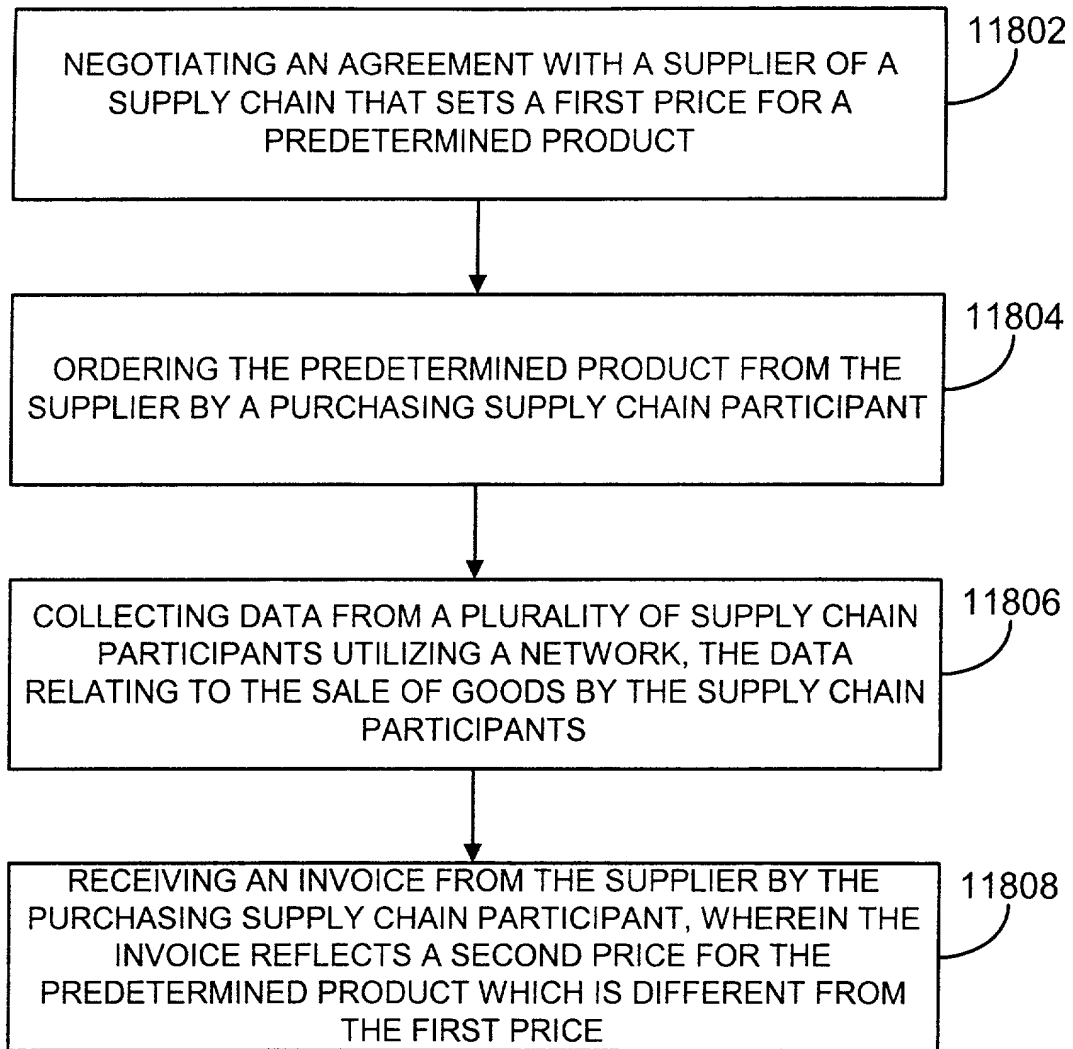 11802
NEGOTIATING AN AGREEMENT WITH A SUPPLIER OF A
SUPPLY CHAIN THAT SETS A FIRST PRICE FOR A
PREDETERMINED PRODUCT
11804
ORDERING THE PREDETERMINED PRODUCT FROM THE
SUPPLIER BY A PURCHASING SUPPLY CHAIN PARTICIPANT
11806
COLLECTING DATA FROM A PLURALITY OF SUPPLY CHAIN
PARTICIPANTS UTILIZING A NETWORK, THE DATA
RELATING TO THE SALE OF GOODS BY THE SUPPLY CHAIN
PARTICIPANTS
11808
RECEIVING AN INVOICE FROM THE SUPPLIER BY THE
PURCHASING SUPPLY CHAIN PARTICIPANT, WHEREIN THE
INVOICE REFLECTS A SECOND PRICE FOR THE
PREDETERMINED PRODUCT WHICH IS DIFFERENT FROM
THE FIRST PRICE